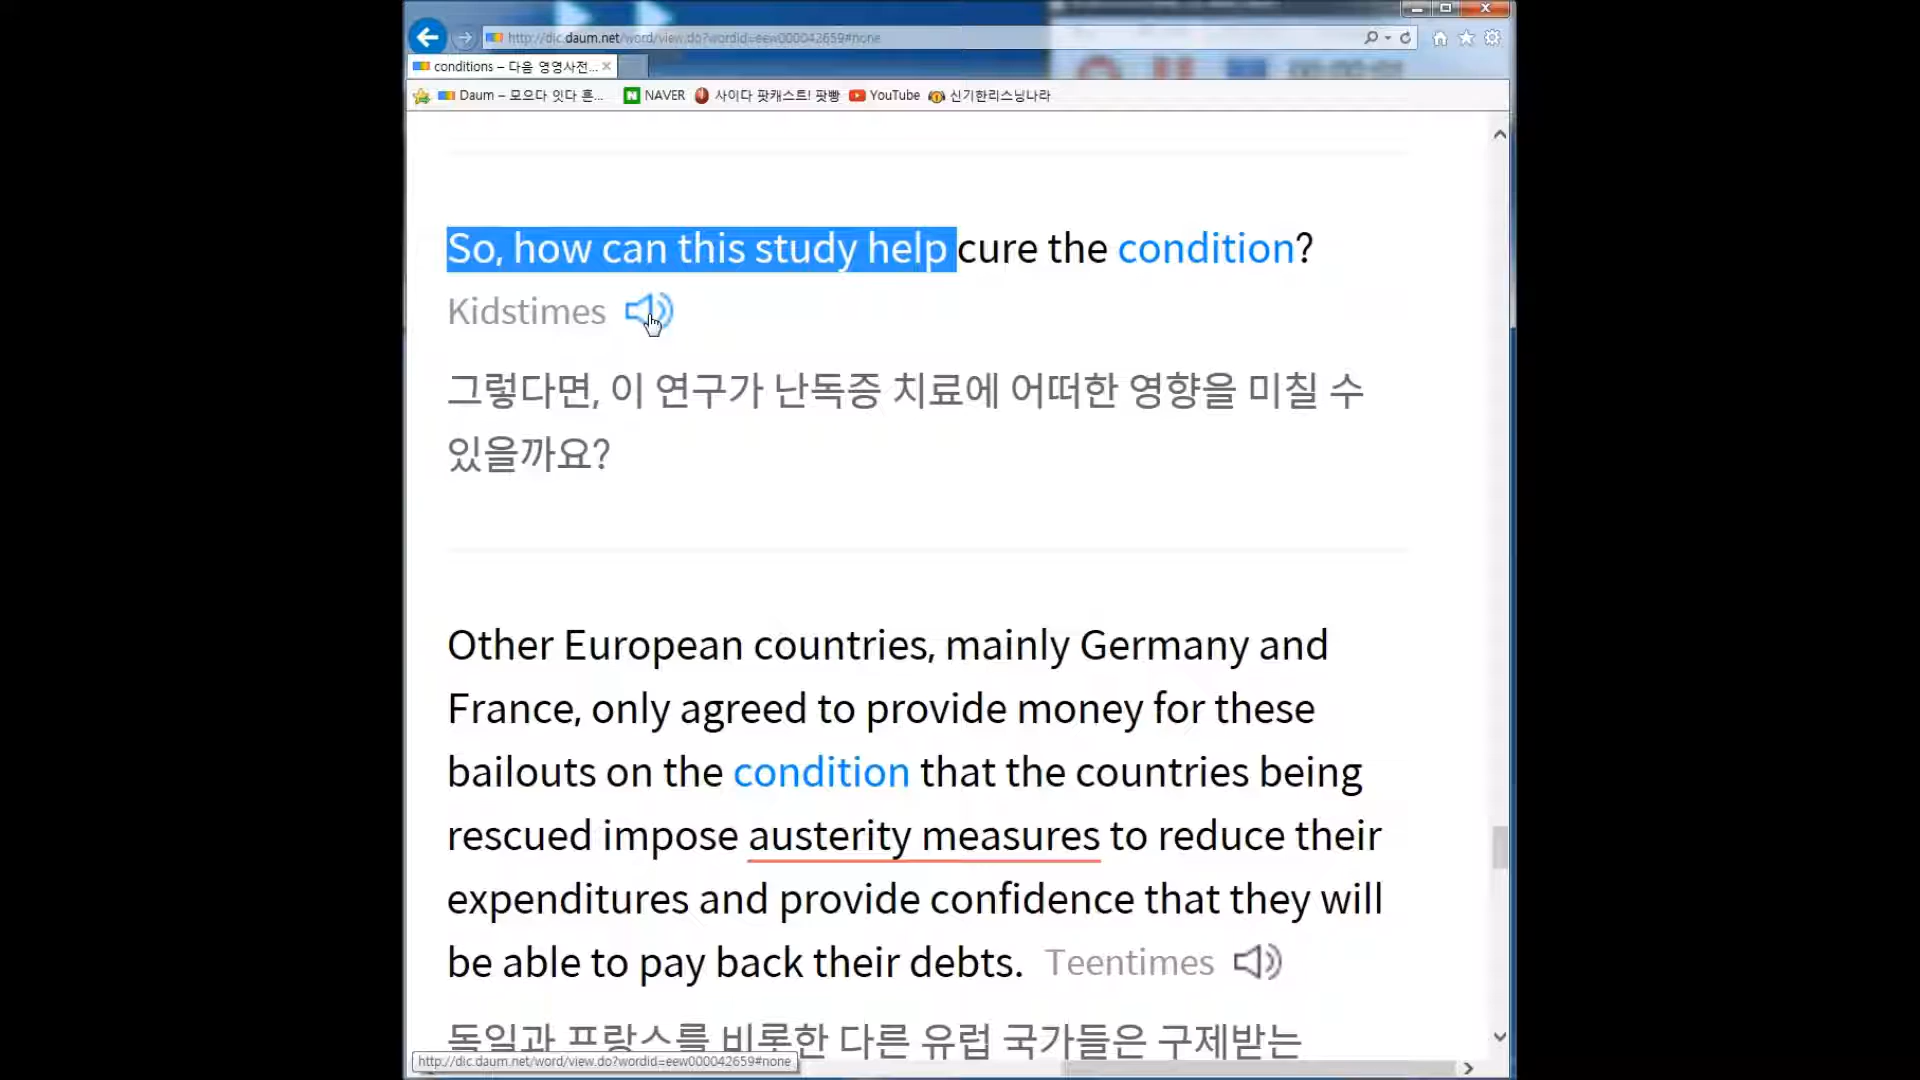 http://dic.daum.net/word/view.do?wordid=eew000042659#none
conditions – 다음 영영사전...
Daum – 모으다 잇다 흔... NAVER 사이다 팟캐스트! 팟빵 YouTube 신기한리스닝나라
So, how can this study help cure the condition?
Kidstimes
그렇다면, 이 연구가 난독증 치료에 어떠한 영향을 미칠 수
있을까요?
Other European countries, mainly Germany and
France, only agreed to provide money for these
bailouts on the condition that the countries being
rescued impose austerity measures to reduce their
expenditures and provide confidence that they will
be able to pay back their debts. Teentimes
독일과 프랑스를 비롯한 다른 유럽 국가들은 구제받는
http://dic.daum.net/word/view.do?wordid=eew000042659#none